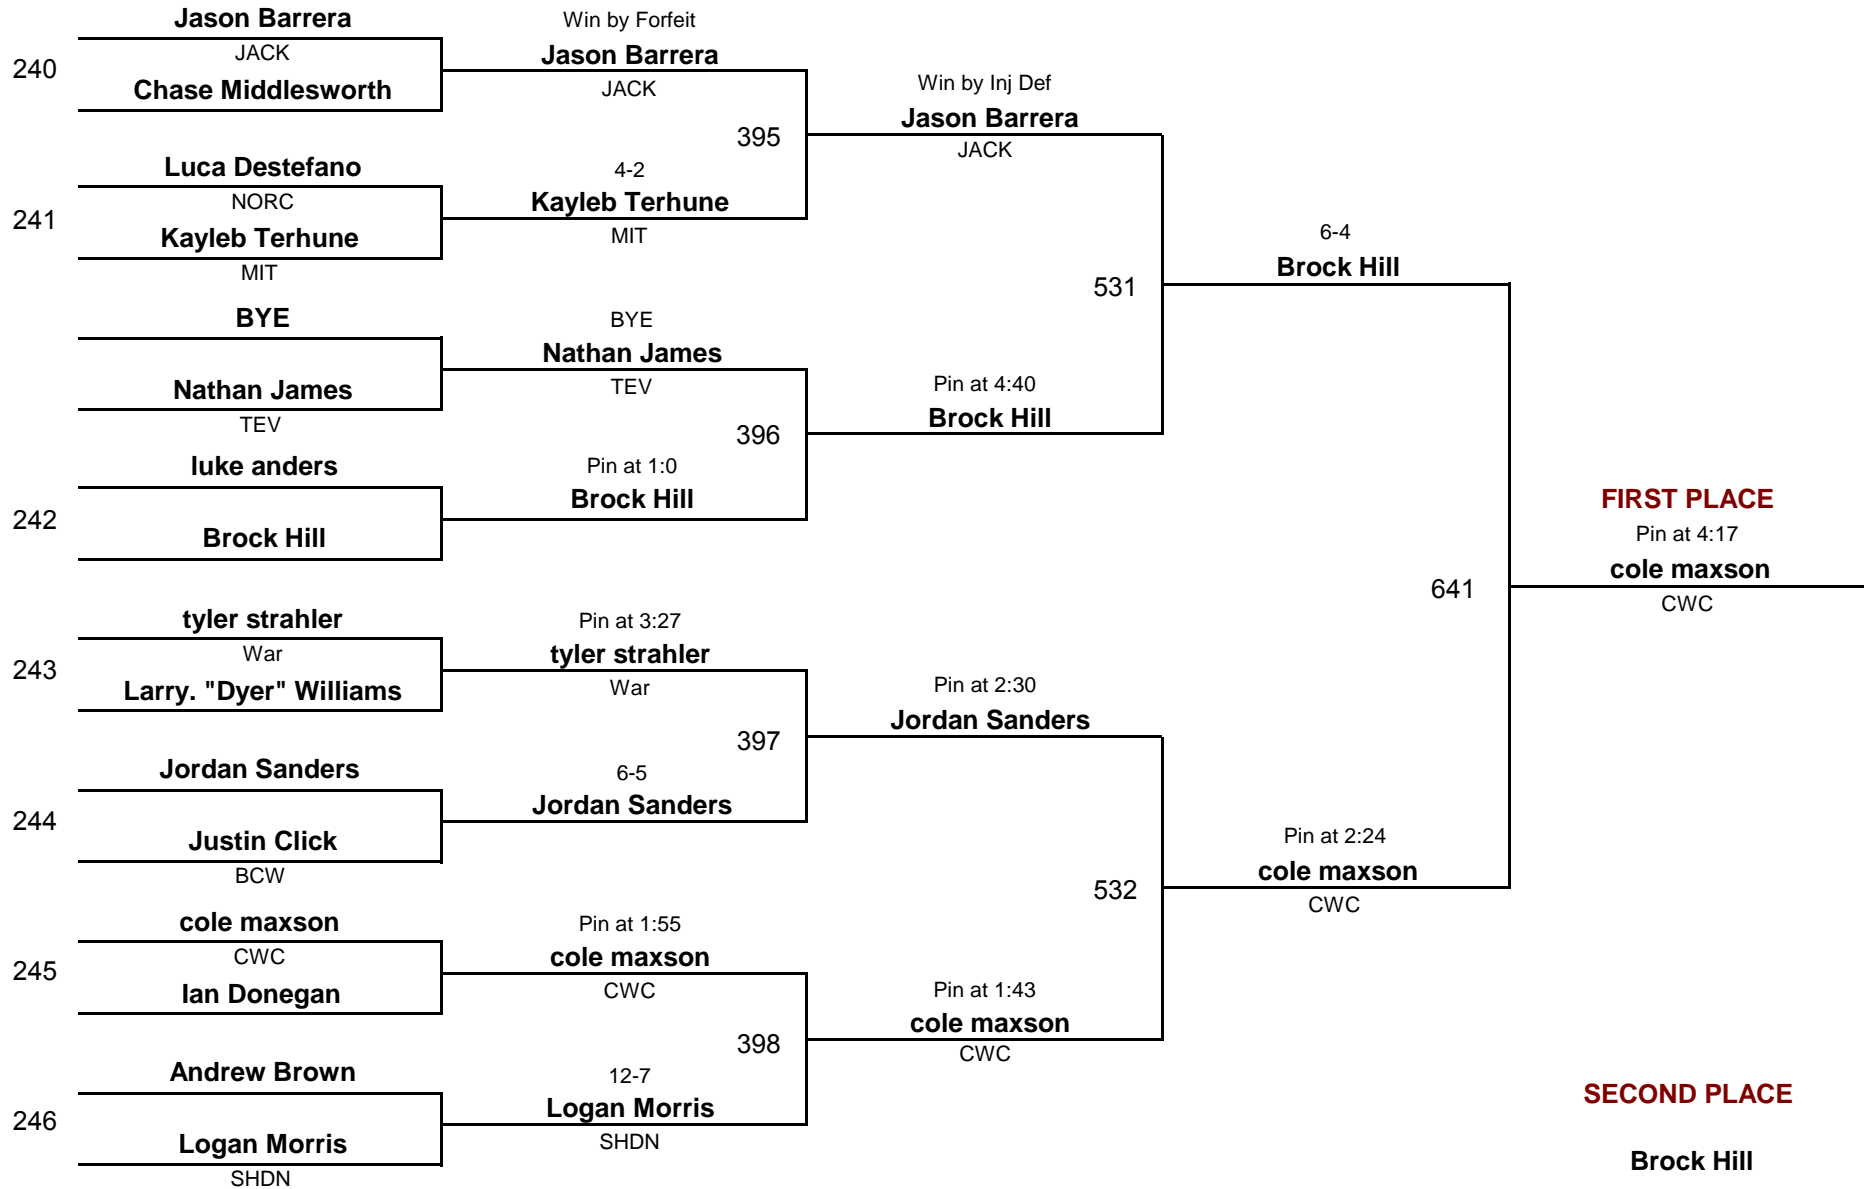 Jason Barrera
240
JACK
Chase Middlesworth
Luca Destefano
241
NORC
Kayleb Terhune
MIT
BYE
Nathan James
TEV
luke anders
242
Brock Hill
tyler strahler
243
War
Larry. "Dyer" Williams
Jordan Sanders
244
Justin Click
BCW
cole maxson
245
CWC
Ian Donegan
Andrew Brown
246
Logan Morris
SHDN
Win by Forfeit
Jason Barrera
JACK
395
4-2
Kayleb Terhune
MIT
BYE
Nathan James
TEV
396
Pin at 1:0
Brock Hill
Pin at 3:27
tyler strahler
War
397
6-5
Jordan Sanders
Pin at 1:55
cole maxson
CWC
398
12-7
Logan Morris
SHDN
Win by Inj Def
Jason Barrera
JACK
531
Pin at 4:40
Brock Hill
Pin at 2:30
Jordan Sanders
532
Pin at 1:43
cole maxson
CWC
6-4
Brock Hill
641
Pin at 2:24
cole maxson
CWC
FIRST PLACE
Pin at 4:17
cole maxson
CWC
SECOND PLACE
Brock Hill